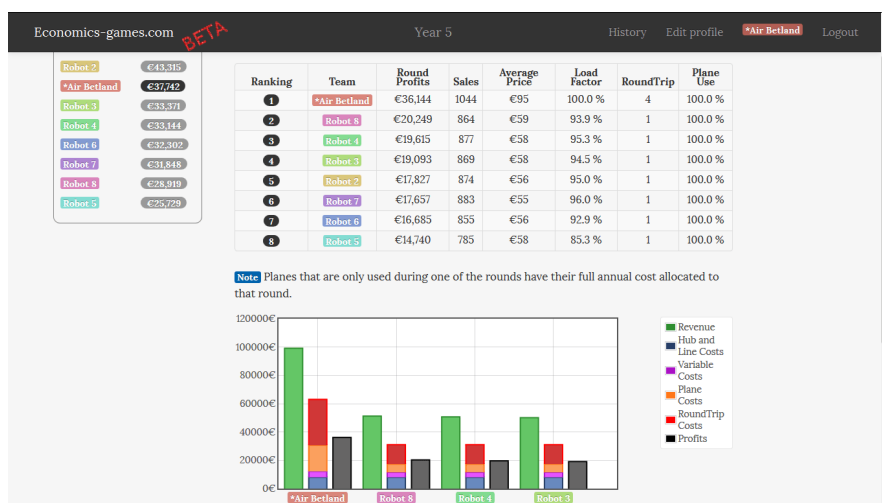 Economics-games.com BETA Year 5 History Edit profile *Air Betland Logout
Robot 2 €43,315
*Air Betland €37,742
Robot 3 €33,371
Robot 4 €33,144
Robot 6 €32,302
Robot 7 €31,848
Robot 8 €28,919
Robot 5 €25,729
Ranking Team Round Profits Sales Average Price Load Factor RoundTrip Plane Use
1 *Air Betland €36,144 1044 €95 100.0 % 4 100.0 %
2 Robot 8 €20,249 864 €59 93.9 % 1 100.0 %
3 Robot 4 €19,615 877 €58 95.3 % 1 100.0 %
4 Robot 3 €19,093 869 €58 94.5 % 1 100.0 %
5 Robot 2 €17,827 874 €56 95.0 % 1 100.0 %
6 Robot 7 €17,657 883 €55 96.0 % 1 100.0 %
7 Robot 6 €16,685 855 €56 92.9 % 1 100.0 %
8 Robot 5 €14,740 785 €58 85.3 % 1 100.0 %
Note Planes that are only used during one of the rounds have their full annual cost allocated to
that round.
120000€
100000€
80000€
60000€
40000€
20000€
0€
*Air Betland Robot 8 Robot 4 Robot 3
Revenue
Hub and
Line Costs
Variable
Costs
Plane
Costs
RoundTrip
Costs
Profits